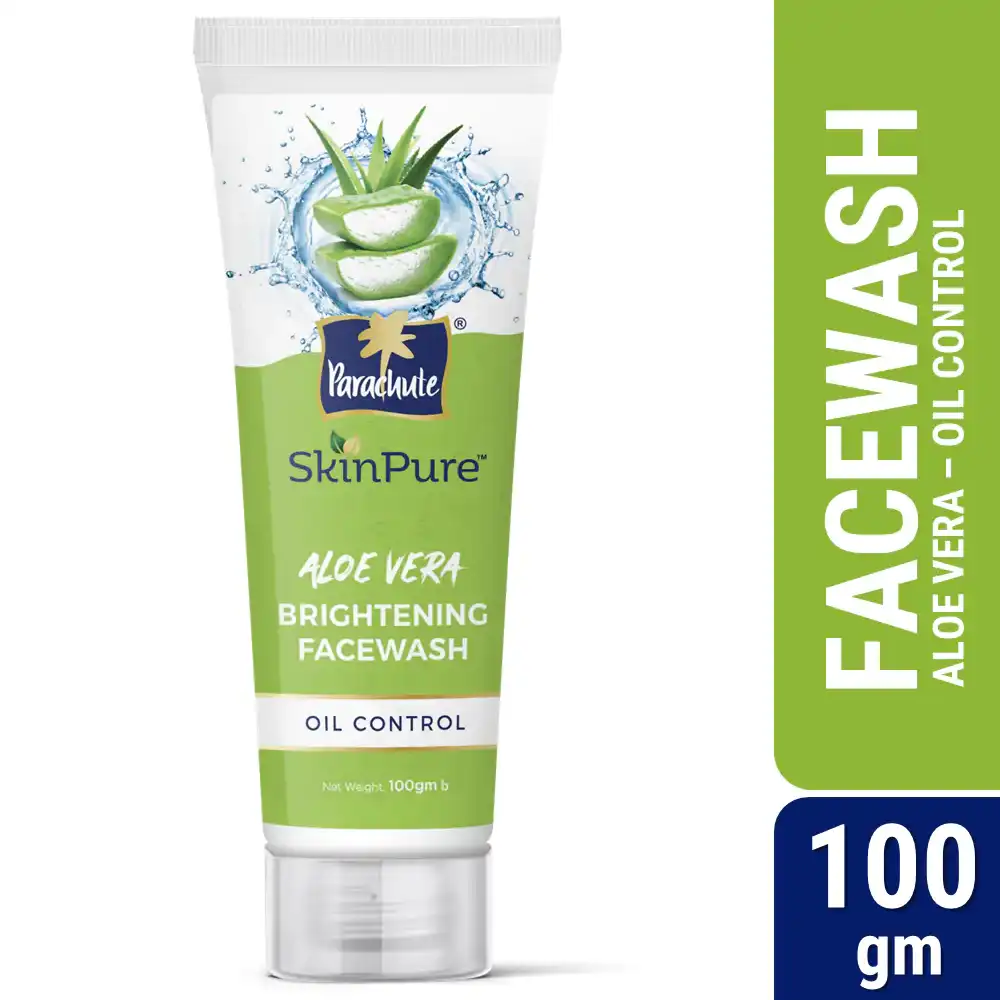 Parachute ®
SkinPure™
ALOE VERA
BRIGHTENING
FACEWASH
OIL CONTROL
Net Weight. 100gm b
FACEWASH
ALOE VERA – OIL CONTROL
100
gm